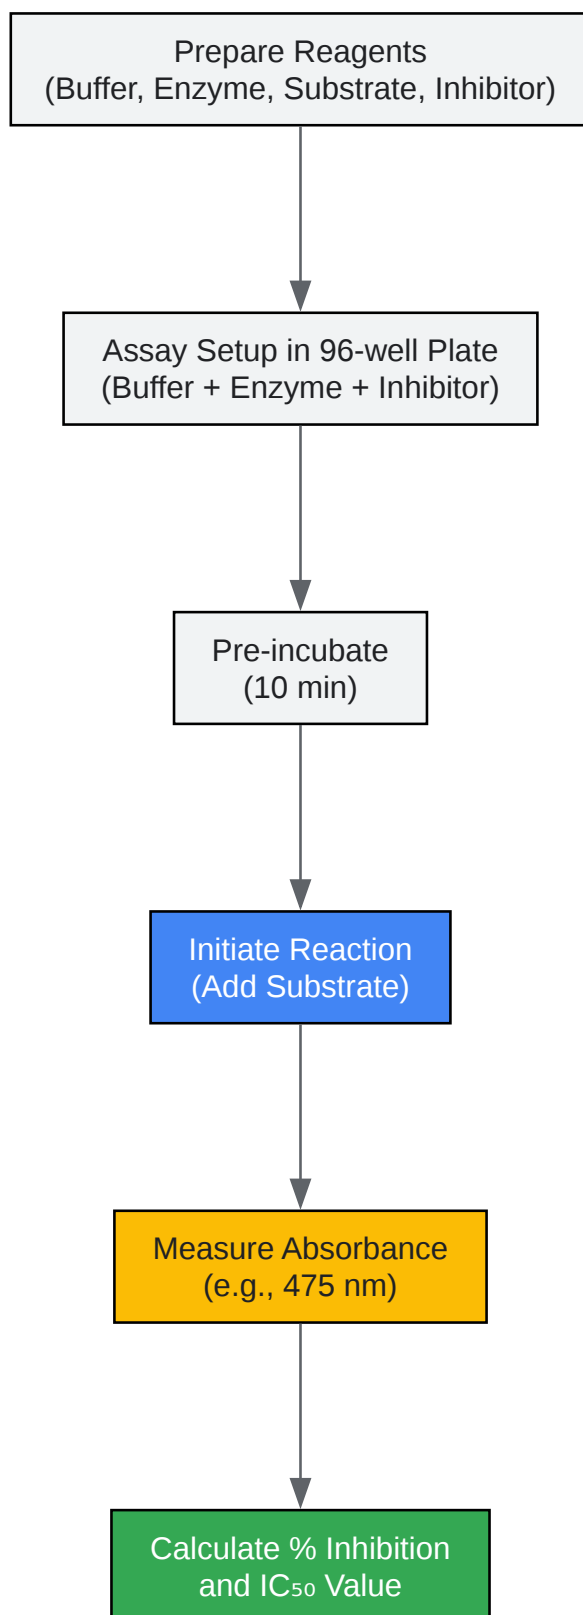 Prepare Reagents
(Buffer, Enzyme, Substrate, Inhibitor)
Assay Setup in 96-well Plate
(Buffer + Enzyme + Inhibitor)
Pre-incubate
(10 min)
Initiate Reaction
(Add Substrate)
Measure Absorbance
(e.g., 475 nm)
Calculate % Inhibition
and IC₅₀ Value